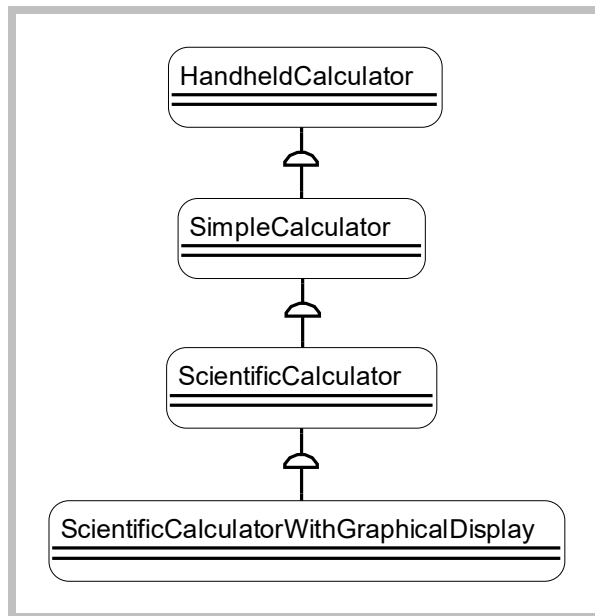 HandheldCalculator
SimpleCalculator
ScientificCalculator
ScientificCalculatorWithGraphicalDisplay